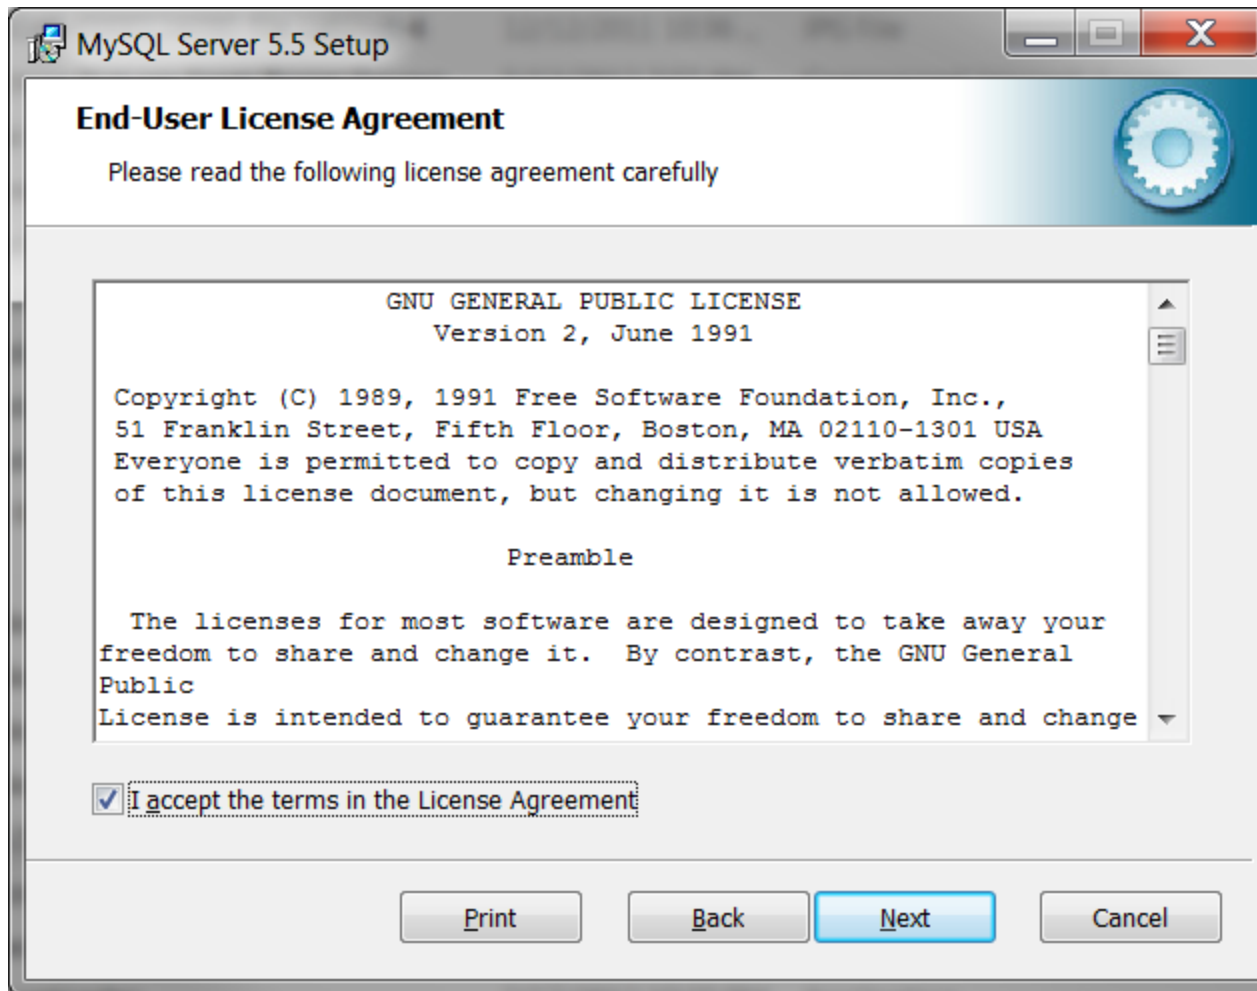 MySQL Server 5.5 Setup
End-User License Agreement
Please read the following license agreement carefully
GNU GENERAL PUBLIC LICENSE
Version 2, June 1991
Copyright (C) 1989, 1991 Free Software Foundation, Inc.,
51 Franklin Street, Fifth Floor, Boston, MA 02110-1301 USA
Everyone is permitted to copy and distribute verbatim copies
of this license document, but changing it is not allowed.
Preamble
The licenses for most software are designed to take away your
freedom to share and change it.  By contrast, the GNU General
Public
License is intended to guarantee your freedom to share and change
I accept the terms in the License Agreement
Print Back Next Cancel